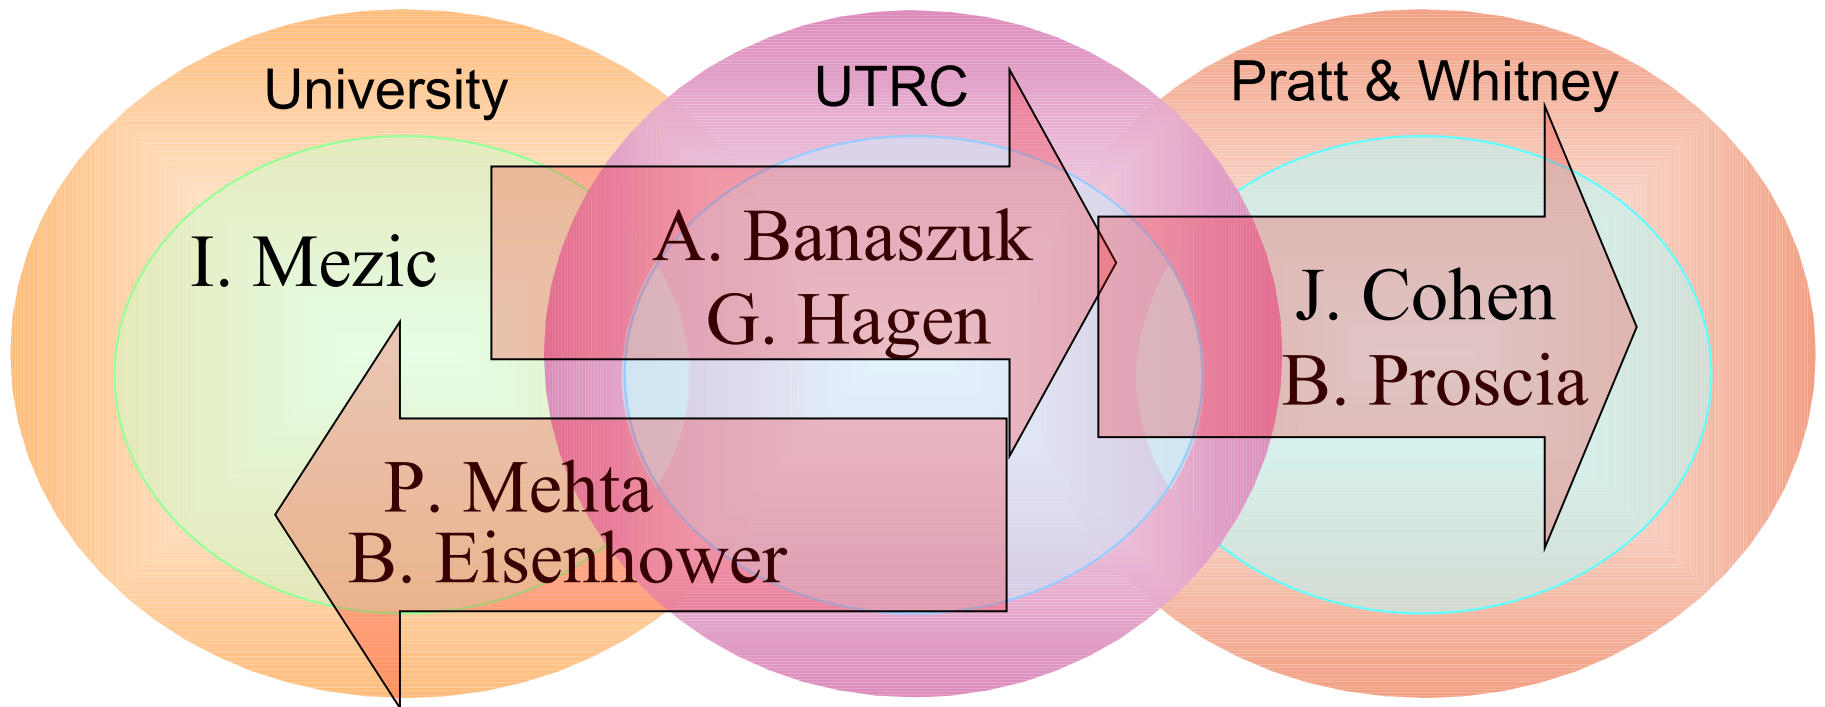 University
UTRC
Pratt & Whitney
I. Mezic
A. Banaszuk
G. Hagen
J. Cohen
B. Proscia
P. Mehta
B. Eisenhower